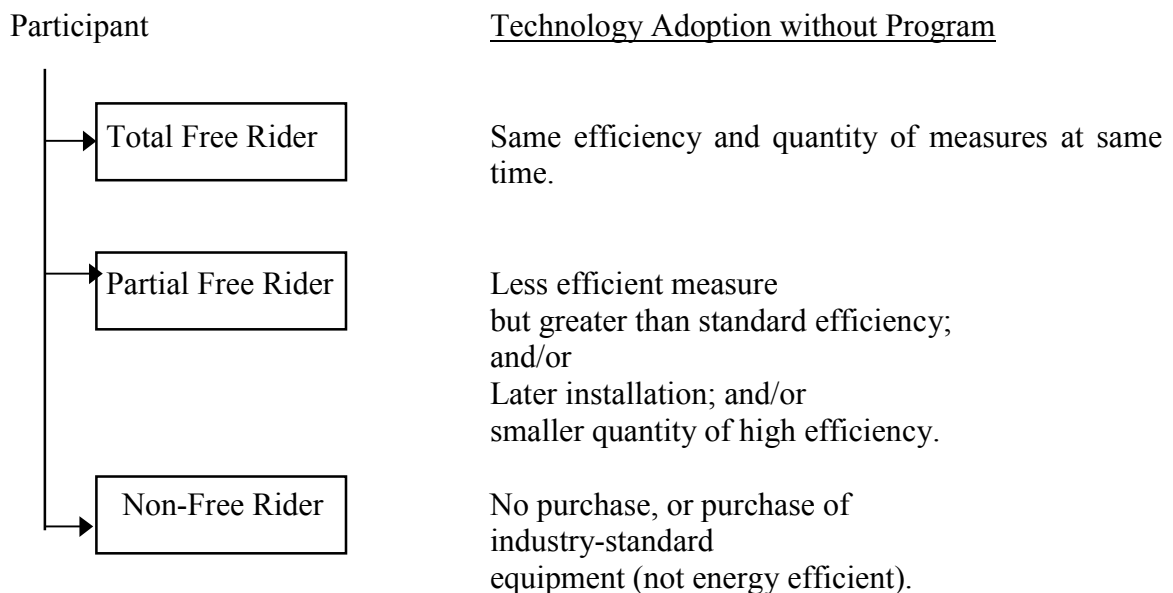 Participant
Technology Adoption without Program
Total Free Rider
Same efficiency and quantity of measures at same
time.
Partial Free Rider
Less efficient measure
but greater than standard efficiency;
and/or
Later installation; and/or
smaller quantity of high efficiency.
Non-Free Rider
No purchase, or purchase of
industry-standard
equipment (not energy efficient).